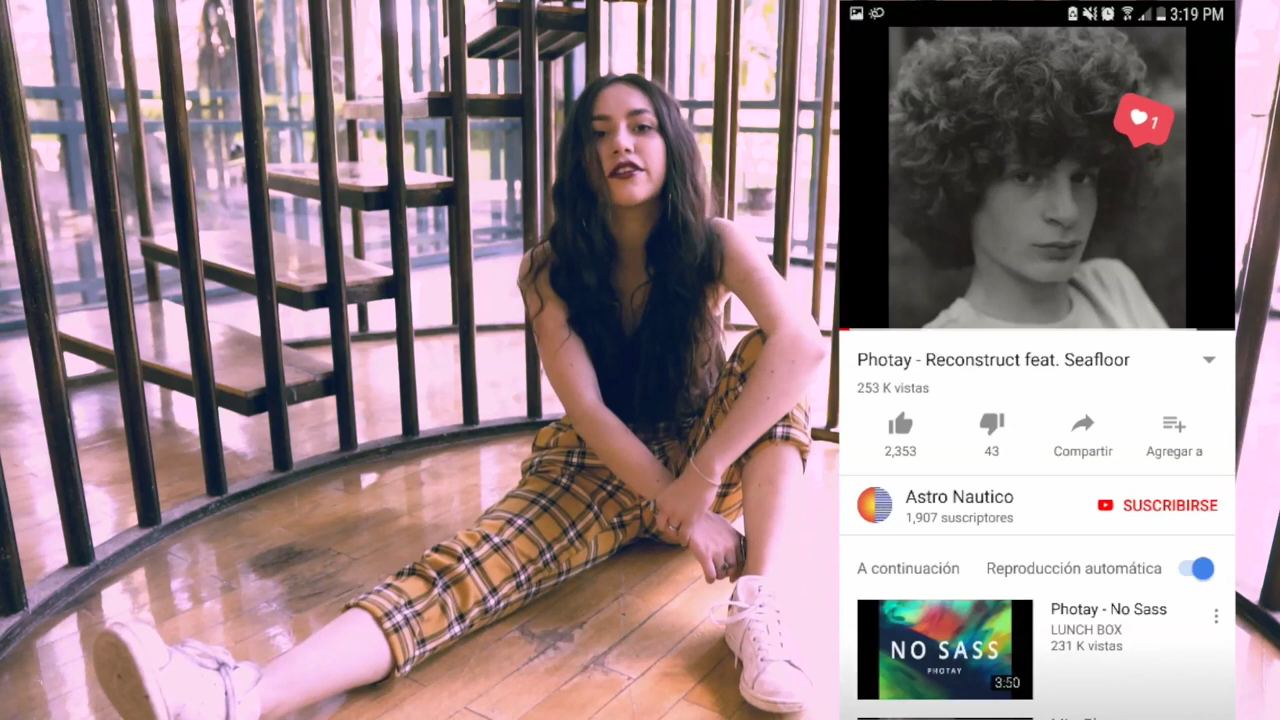 3:19 PM
1
Photay - Reconstruct feat. Seafloor
253 K vistas
2,353
43
Compartir
Agregar a
Astro Nautico
1,907 suscriptores
SUSCRIBIRSE
A continuación
Reproducción automática
NO SASS
PHOTAY
3:50
Photay - No Sass
LUNCH BOX
231 K vistas